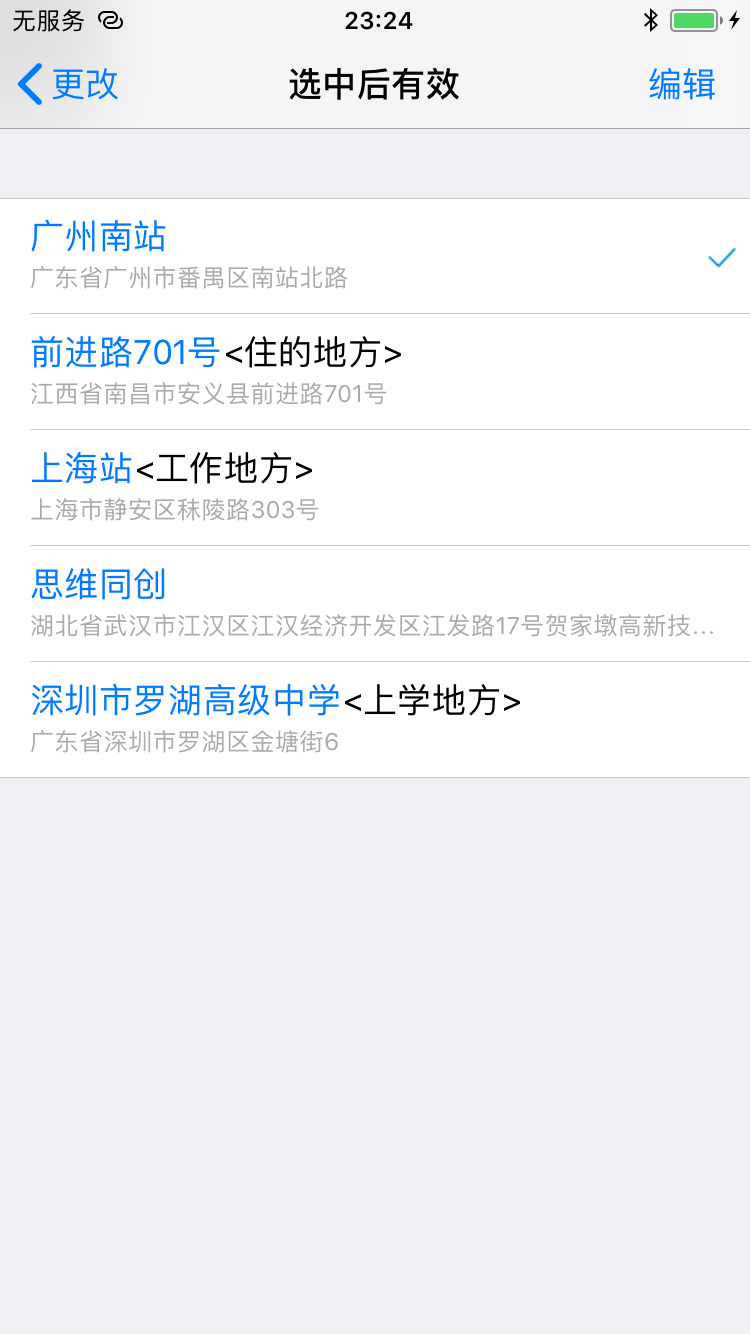 无服务 23:24
更改 选中后有效 编辑
广州南站
广东省广州市番禺区南站北路
前进路701号<住的地方>
江西省南昌市安义县前进路701号
上海站<工作地方>
上海市静安区秣陵路303号
思维同创
湖北省武汉市江汉区江汉经济开发区江发路17号贺家墩高新技...
深圳市罗湖高级中学<上学地方>
广东省深圳市罗湖区金塘街6